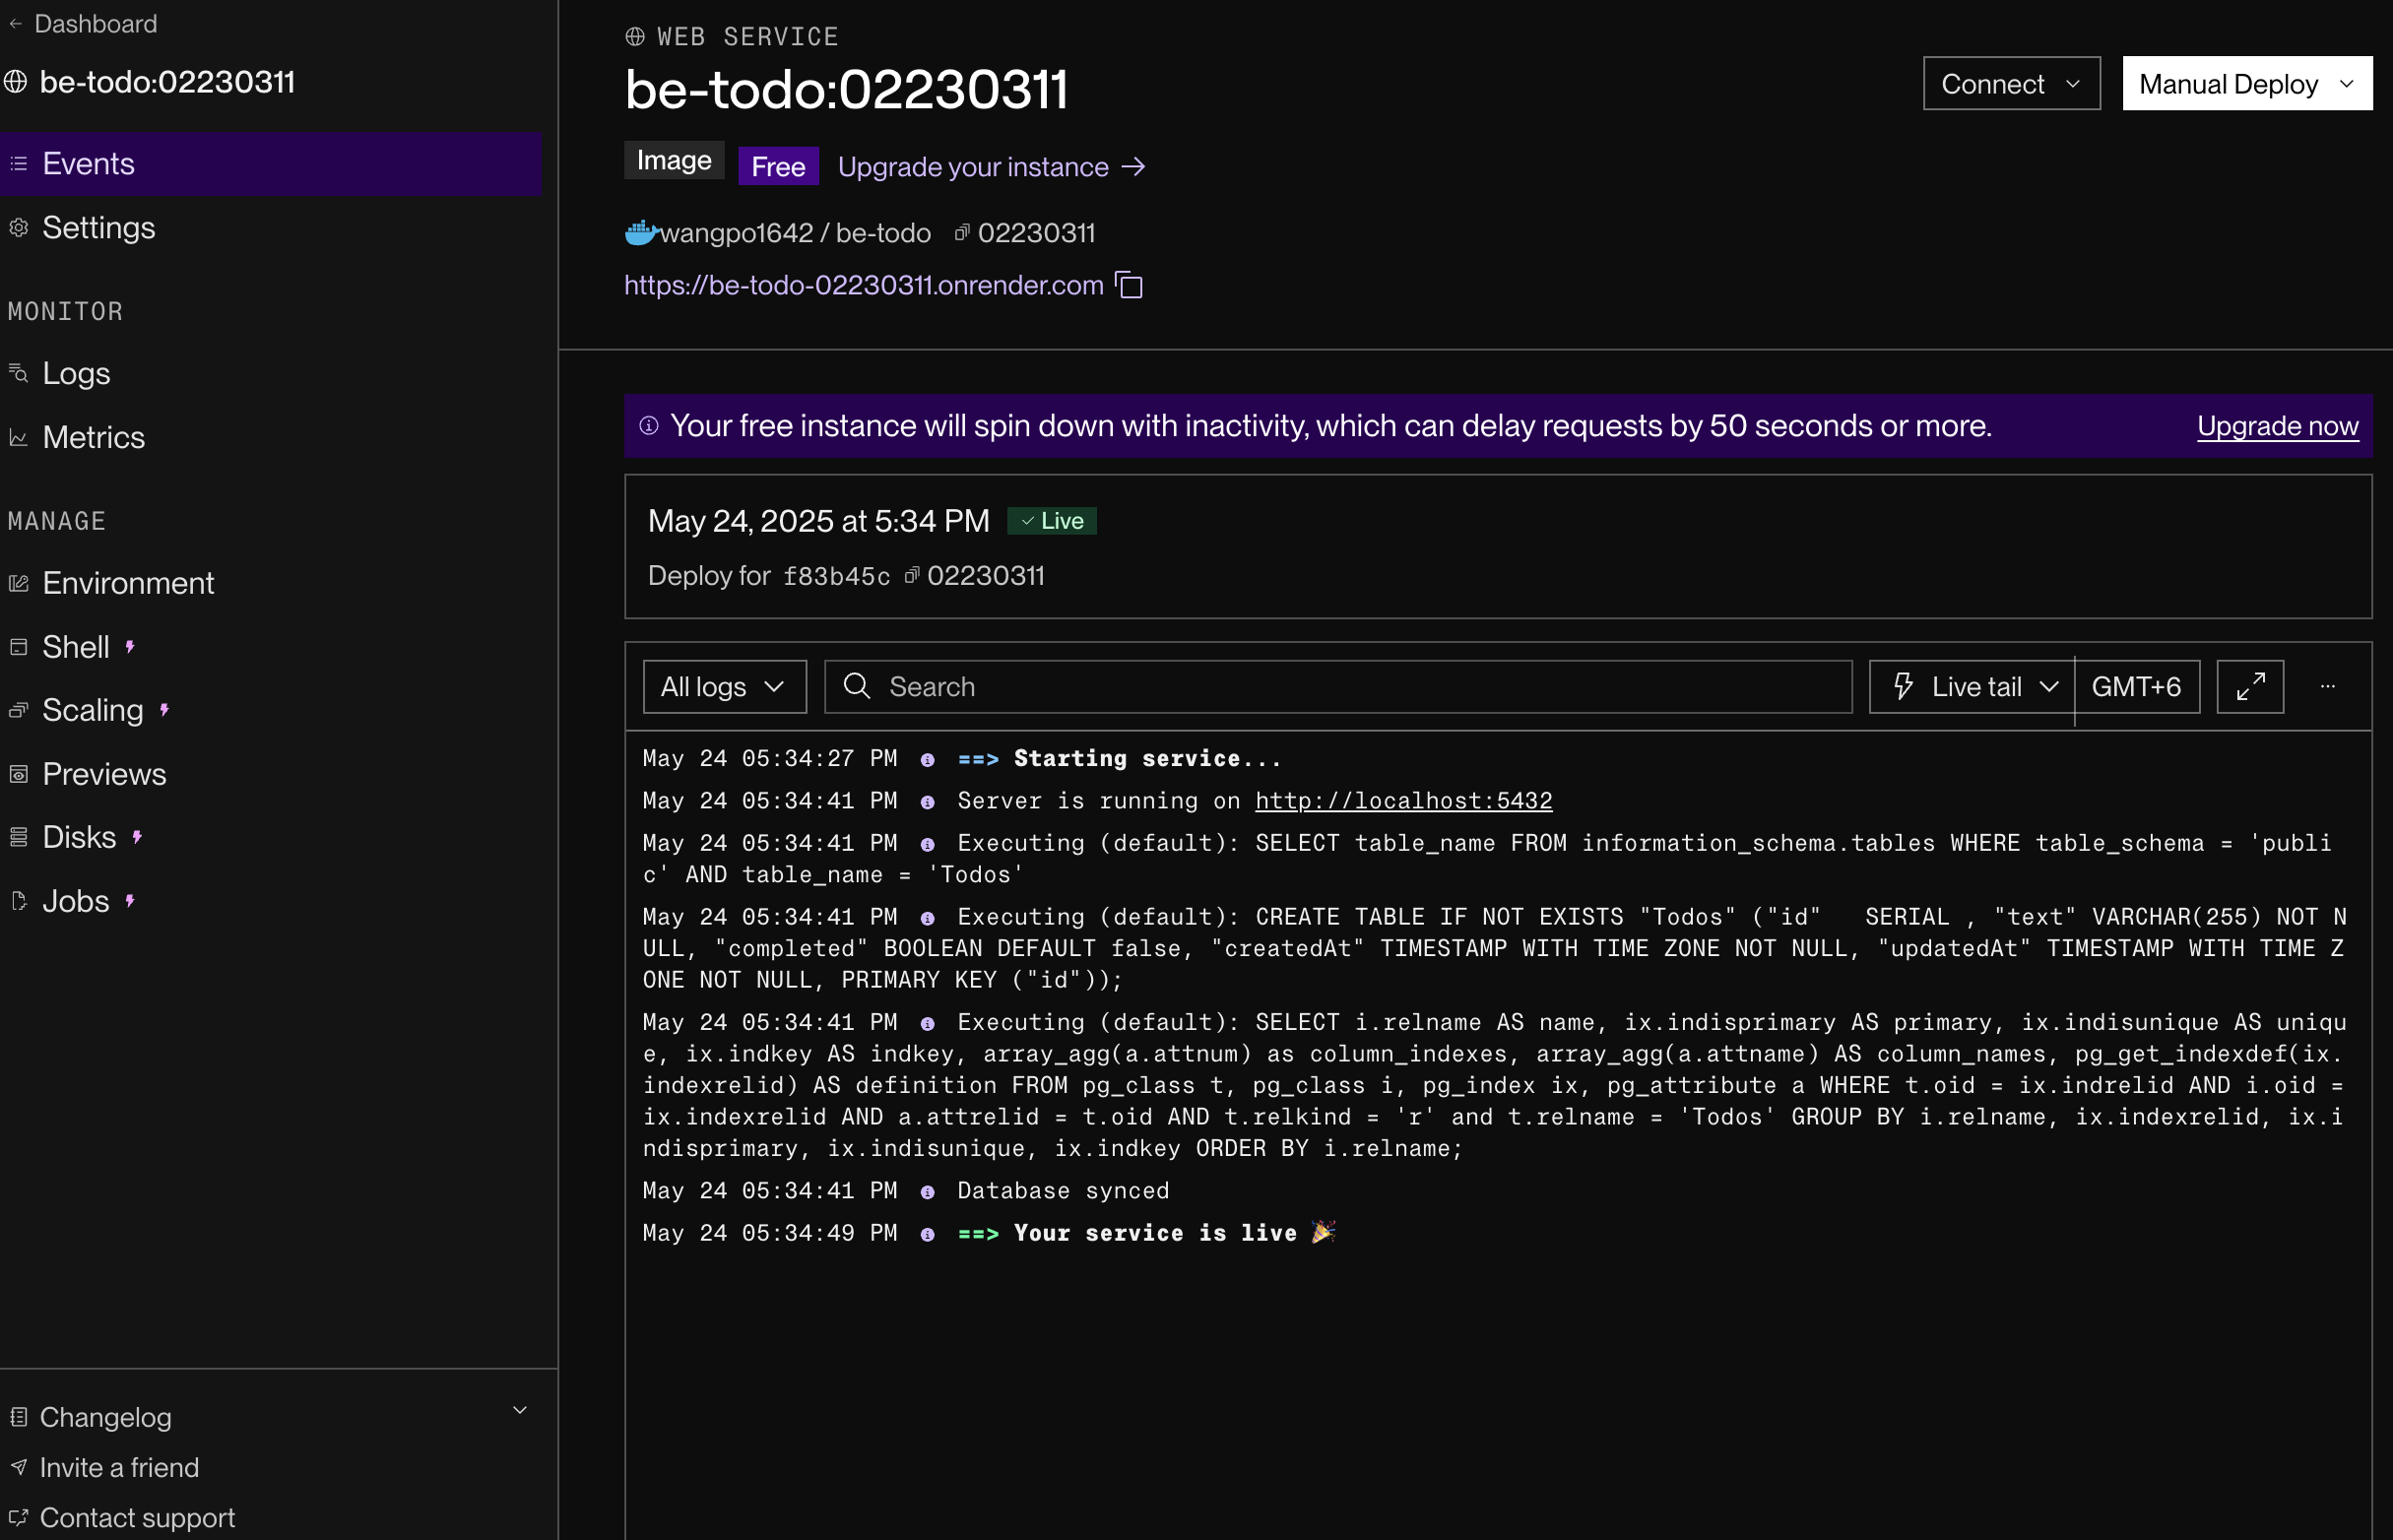 Dashboard
be-todo:02230311
Events
Settings
MONITOR
Logs
Metrics
MANAGE
Environment
Shell
Scaling
Previews
Disks
Jobs
Changelog
Invite a friend
Contact support
WEB SERVICE
be-todo:02230311
Connect
Manual Deploy
Image Free Upgrade your instance →
wangpo1642 / be-todo 02230311
https://be-todo-02230311.onrender.com
Your free instance will spin down with inactivity, which can delay requests by 50 seconds or more. Upgrade now
May 24, 2025 at 5:34 PM Live
Deploy for f83b45c 02230311
All logs Search Live tail GMT+6 ...
May 24 05:34:27 PM ==> Starting service...
May 24 05:34:41 PM Server is running on http://localhost:5432
May 24 05:34:41 PM Executing (default): SELECT table_name FROM information_schema.tables WHERE table_schema = 'publi
c' AND table_name = 'Todos'
May 24 05:34:41 PM Executing (default): CREATE TABLE IF NOT EXISTS "Todos" ("id"   SERIAL , "text" VARCHAR(255) NOT N
ULL, "completed" BOOLEAN DEFAULT false, "createdAt" TIMESTAMP WITH TIME ZONE NOT NULL, "updatedAt" TIMESTAMP WITH TIME Z
ONE NOT NULL, PRIMARY KEY ("id"));
May 24 05:34:41 PM Executing (default): SELECT i.relname AS name, ix.indisprimary AS primary, ix.indisunique AS uniqu
e, ix.indkey AS indkey, array_agg(a.attnum) as column_indexes, array_agg(a.attname) AS column_names, pg_get_indexdef(ix.
indexrelid) AS definition FROM pg_class t, pg_class i, pg_index ix, pg_attribute a WHERE t.oid = ix.indrelid AND i.oid =
ix.indexrelid AND a.attrelid = t.oid AND t.relkind = 'r' and t.relname = 'Todos' GROUP BY i.relname, ix.indexrelid, ix.i
ndisprimary, ix.indisunique, ix.indkey ORDER BY i.relname;
May 24 05:34:41 PM Database synced
May 24 05:34:49 PM ==> Your service is live 🎉